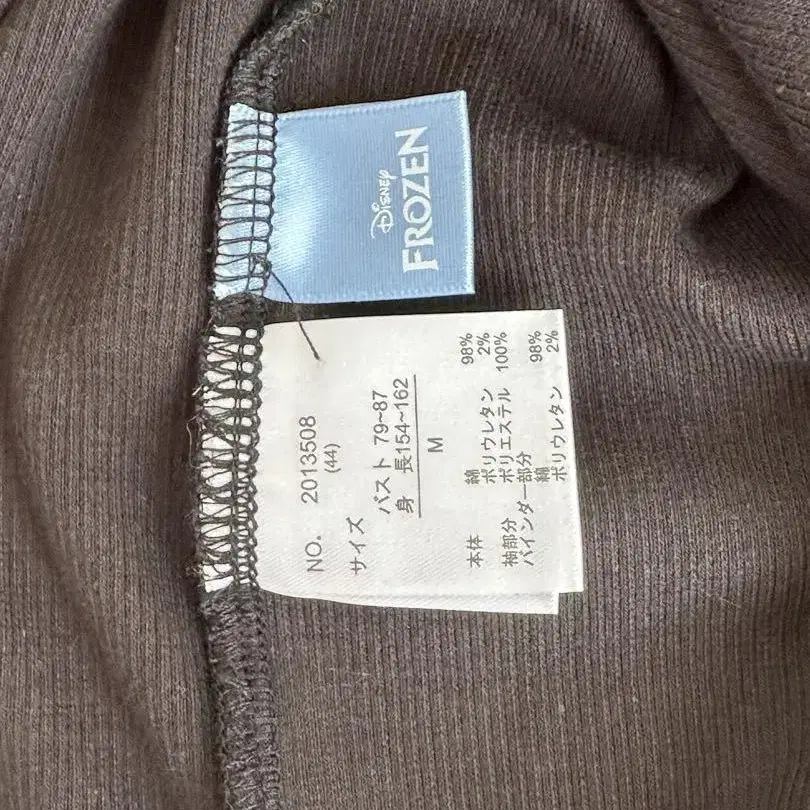 Disney
FROZEN
NO. 2013508
(44)
サイズ
バスト 79~87
身 長154~162
M
本体 綿 98%
ポリウレタン 2%
袖部分 ポリエステル 100%
バインダー部分
綿 98%
ポリウレタン 2%